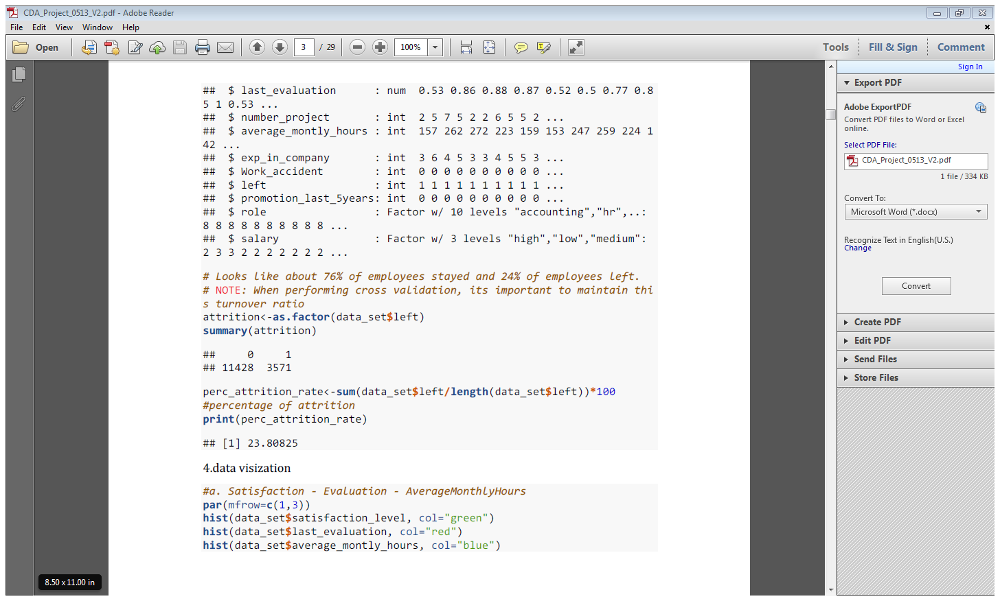 CDA_Project_0513_V2.pdf - Adobe Reader
File Edit View Window Help
Open 3 / 29 100% Tools Fill & Sign Comment
Sign In
Export PDF
Adobe ExportPDF
Convert PDF files to Word or Excel
online.
Select PDF File:
CDA_Project_0513_V2.pdf
1 file / 334 KB
Convert To:
Microsoft Word (*.docx)
Recognize Text in English(U.S.)
Change
Convert
Create PDF
Edit PDF
Send Files
Store Files
##  $ last_evaluation      : num  0.53 0.86 0.88 0.87 0.52 0.5 0.77 0.8
5 1 0.53 ...
##  $ number_project       : int  2 5 7 5 2 2 6 5 5 2 ...
##  $ average_montly_hours : int  157 262 272 223 159 153 247 259 224 1
42 ...
##  $ exp_in_company       : int  3 6 4 5 3 3 4 5 5 3 ...
##  $ Work_accident        : int  0 0 0 0 0 0 0 0 0 0 ...
##  $ left                 : int  1 1 1 1 1 1 1 1 1 1 ...
##  $ promotion_last_5years: int  0 0 0 0 0 0 0 0 0 0 ...
##  $ role                 : Factor w/ 10 levels "accounting","hr",..:
8 8 8 8 8 8 8 8 8 8 ...
##  $ salary               : Factor w/ 3 levels "high","low","medium":
2 3 3 2 2 2 2 2 2 2 ...
# Looks like about 76% of employees stayed and 24% of employees left.
# NOTE: When performing cross validation, its important to maintain thi
s turnover ratio
attrition<-as.factor(data_set$left)
summary(attrition)
##     0     1
## 11428  3571
perc_attrition_rate<-sum(data_set$left/length(data_set$left))*100
#percentage of attrition
print(perc_attrition_rate)
## [1] 23.80825
4.data visization
#a. Satisfaction - Evaluation - AverageMonthlyHours
par(mfrow=c(1,3))
hist(data_set$satisfaction_level, col="green")
hist(data_set$last_evaluation, col="red")
hist(data_set$average_montly_hours, col="blue")
8.50 x 11.00 in